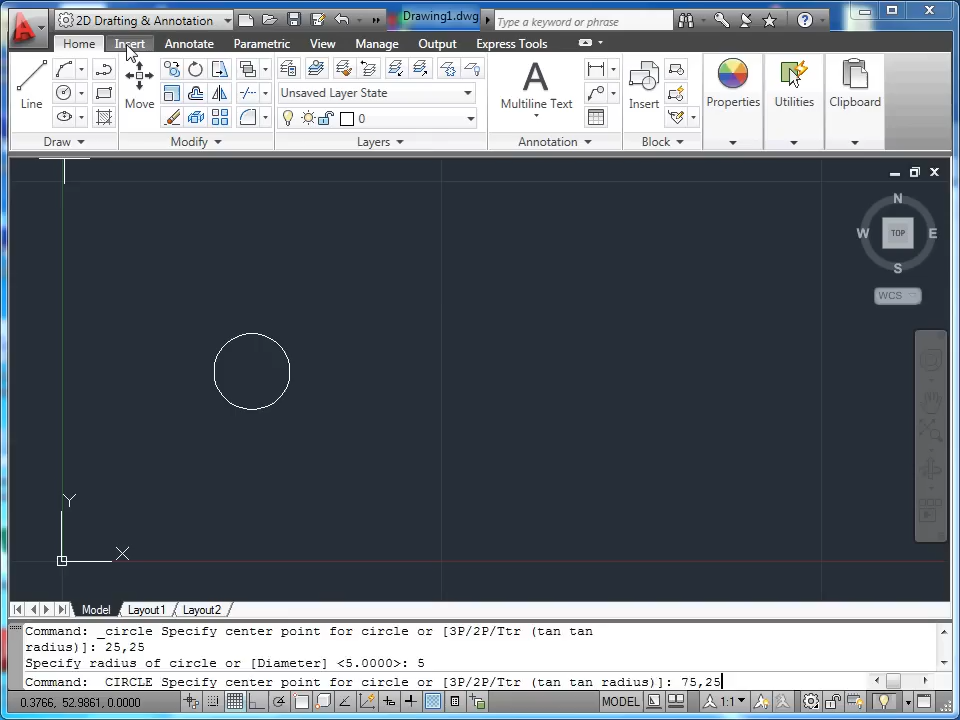 2D Drafting & Annotation
Drawing1.dwg
Type a keyword or phrase
Home Insert Annotate Parametric View Manage Output Express Tools
Line
Move
Unsaved Layer State
0
Multiline Text
Insert
Properties
Utilities
Clipboard
Draw
Modify
Layers
Annotation
Block
N
W TOP E
S
WCS
Y
X
Model Layout1 Layout2
Command: _circle Specify center point for circle or [3P/2P/Ttr (tan tan
radius)]: 25,25
Specify radius of circle or [Diameter] <5.0000>: 5
Command:  CIRCLE Specify center point for circle or [3P/2P/Ttr (tan tan radius)]: 75,25
0.3766, 52.9861, 0.0000
MODEL
1:1